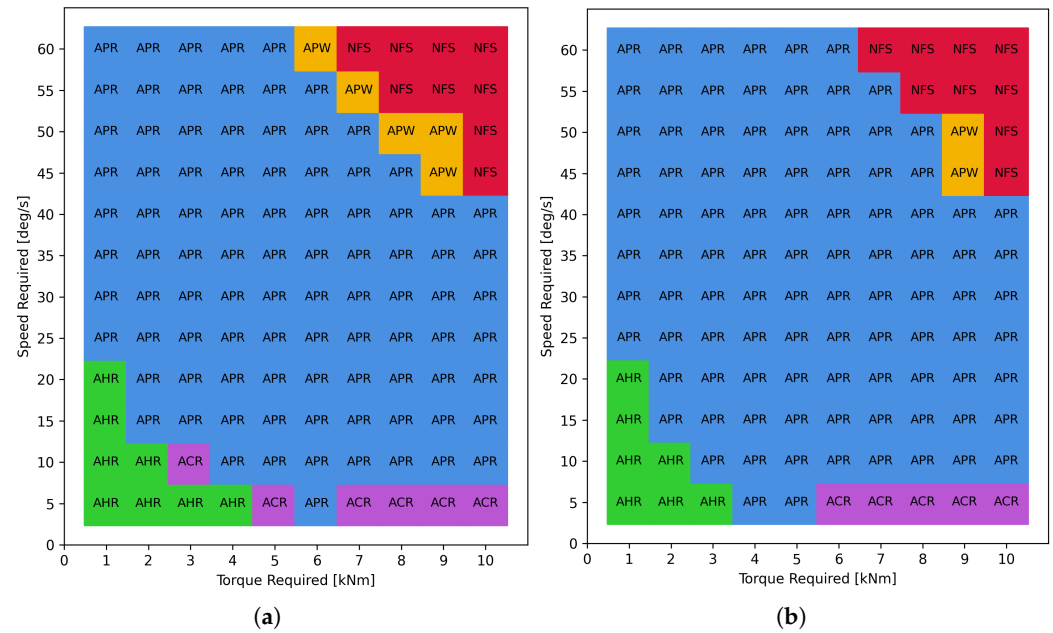 Speed Required [deg/s]
60 APR APR APR APR APR APW NFS NFS NFS NFS
55 APR APR APR APR APR APR APW NFS NFS NFS
50 APR APR APR APR APR APR APR APW APW NFS
45 APR APR APR APR APR APR APR APR APW NFS
40 APR APR APR APR APR APR APR APR APR APR
35 APR APR APR APR APR APR APR APR APR APR
30 APR APR APR APR APR APR APR APR APR APR
25 APR APR APR APR APR APR APR APR APR APR
20 AHR APR APR APR APR APR APR APR APR APR
15 AHR APR APR APR APR APR APR APR APR APR
10 AHR AHR ACR APR APR APR APR APR APR APR
5 AHR AHR AHR AHR ACR APR ACR ACR ACR ACR
0
0 1 2 3 4 5 6 7 8 9 10
Torque Required [kNm]
(a)
Speed Required [deg/s]
60 APR APR APR APR APR APR NFS NFS NFS NFS
55 APR APR APR APR APR APR APR NFS NFS NFS
50 APR APR APR APR APR APR APR APR APW NFS
45 APR APR APR APR APR APR APR APR APW NFS
40 APR APR APR APR APR APR APR APR APR APR
35 APR APR APR APR APR APR APR APR APR APR
30 APR APR APR APR APR APR APR APR APR APR
25 APR APR APR APR APR APR APR APR APR APR
20 AHR APR APR APR APR APR APR APR APR APR
15 AHR APR APR APR APR APR APR APR APR APR
10 AHR AHR APR APR APR APR APR APR APR APR
5 AHR AHR AHR APR APR ACR ACR ACR ACR ACR
0
0 1 2 3 4 5 6 7 8 9 10
Torque Required [kNm]
(b)